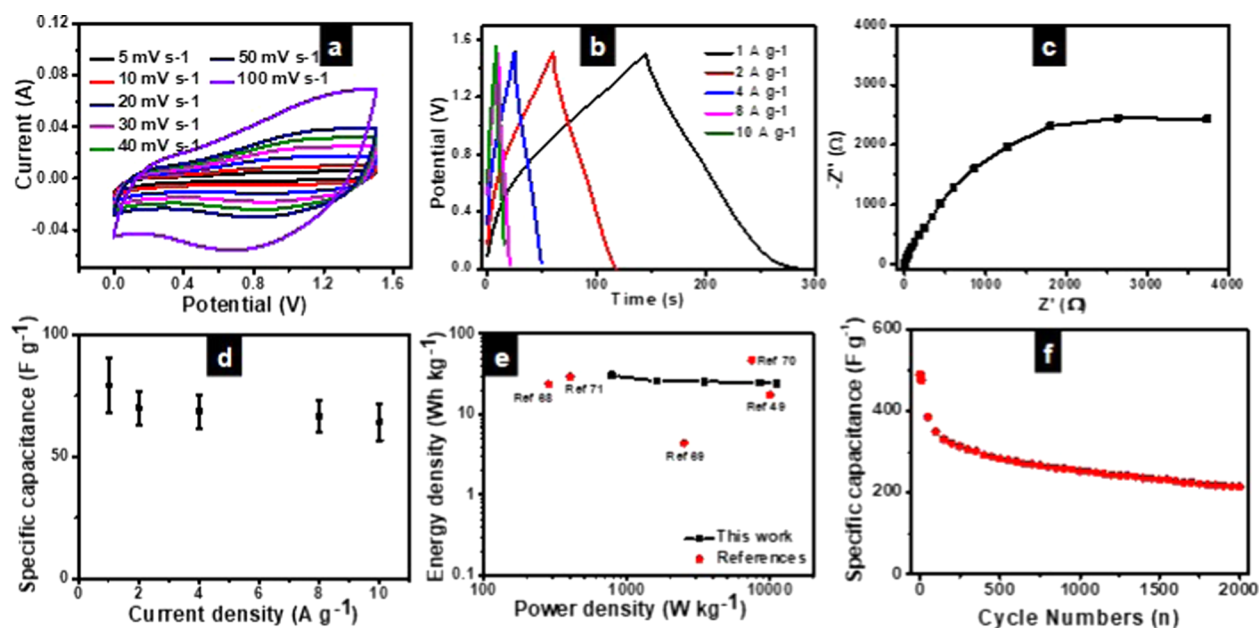 a
0.12
0.08
0.04
0.00
-0.04
Current (A)
5 mV s-1
10 mV s-1
20 mV s-1
30 mV s-1
40 mV s-1
50 mV s-1
100 mV s-1
0.0 0.4 0.8 1.2 1.6
Potential (V)
b
1.6
1.2
0.8
0.4
0.0
Potential (V)
1 A g-1
2 A g-1
4 A g-1
8 A g-1
10 A g-1
0 100 200 300
Time (s)
c
4000
3000
2000
1000
0
-Z'' (Ω)
0 1000 2000 3000 4000
Z' (Ω)
d
100
50
0
Specific capacitance (F g-1)
0 2 4 6 8 10
Current density (A g-1)
e
100
10
1
0.1
Energy density (Wh kg-1)
Ref 68
Ref 71
Ref 70
Ref 49
Ref 69
This work
References
100 1000 10000
Power density (W kg-1)
f
600
400
200
0
Specific capacitance (F g-1)
0 500 1000 1500 2000
Cycle Numbers (n)